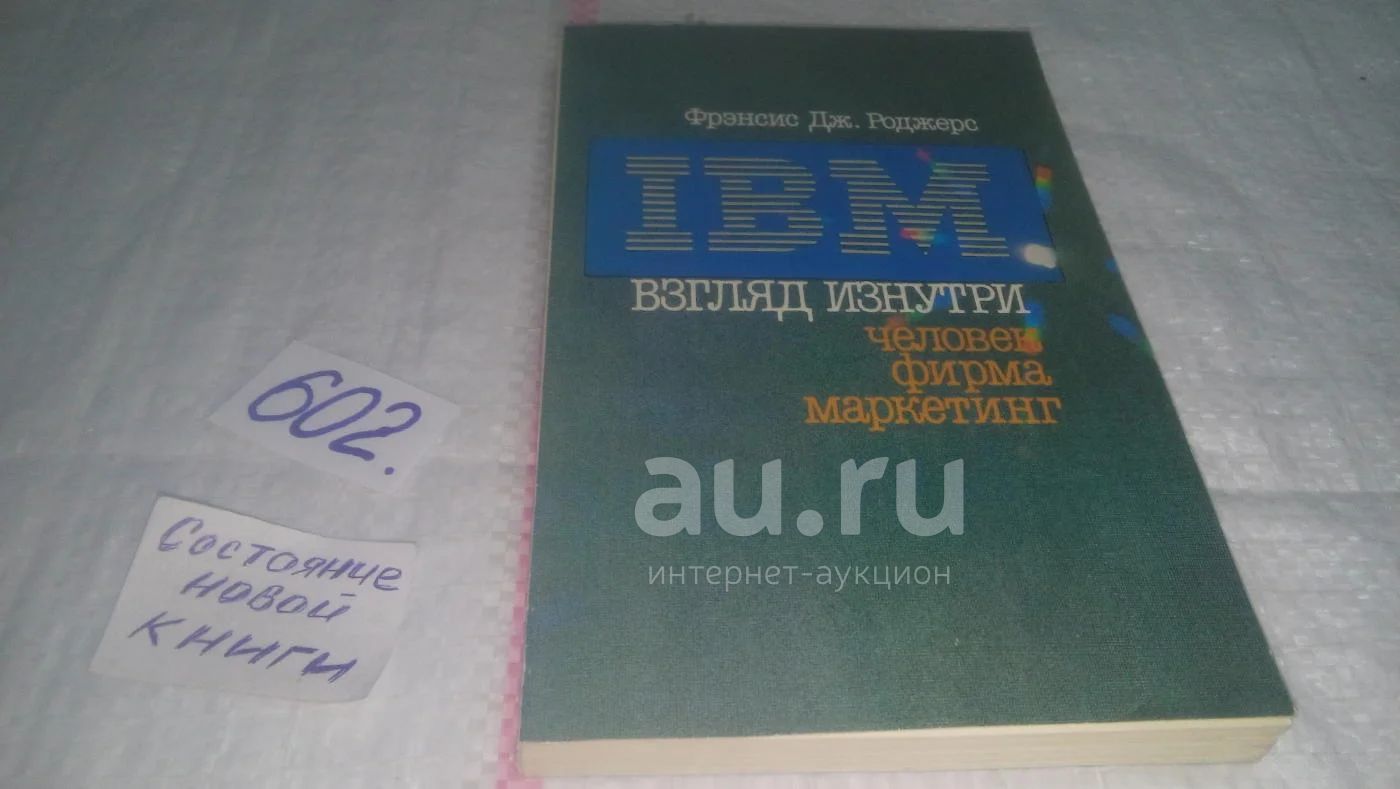 Фрэнсис Дж. Роджерс
IBM
ВЗГЛЯД ИЗНУТРИ
человек
фирма
маркетинг
602.
Состояние
новой
книги
au.ru
интернет-аукцион